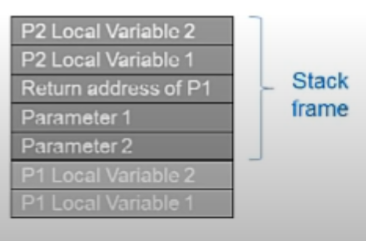 P2 Local Variable 2
P2 Local Variable 1
Return address of P1
Parameter 1
Parameter 2
P1 Local Variable 2
P1 Local Variable 1
Stack
frame